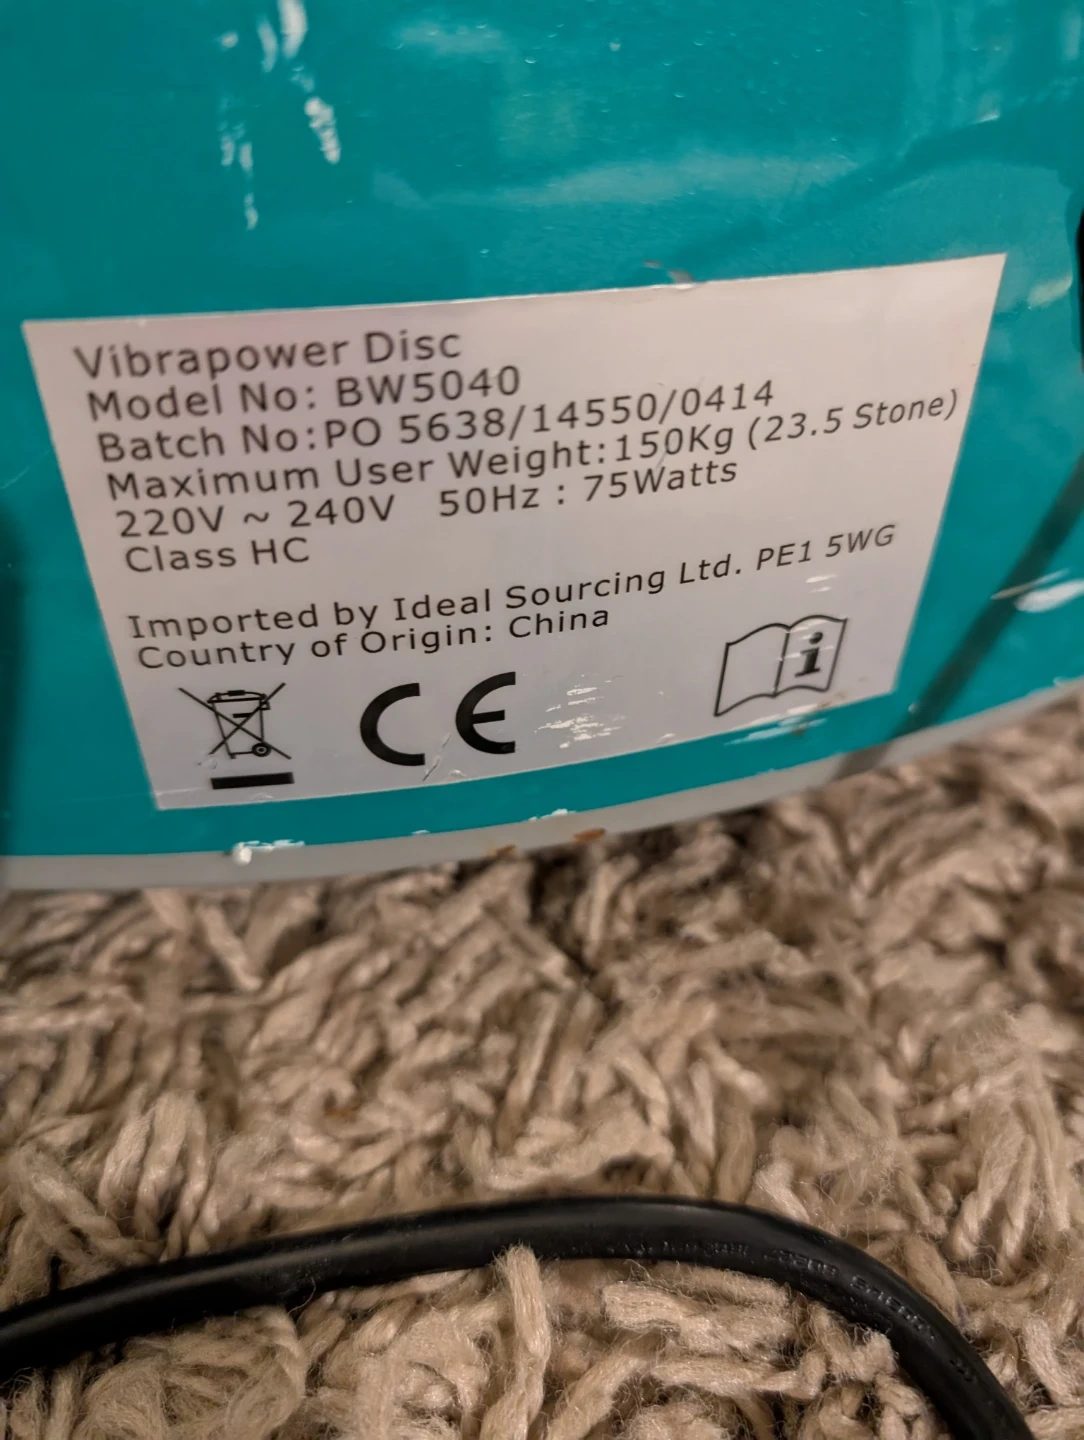 Vibrapower Disc
Model No: BW5040
Batch No:PO 5638/14550/0414
Maximum User Weight:150Kg (23.5 Stone)
220V ~ 240V 50Hz : 75Watts
Class HC
Imported by Ideal Sourcing Ltd. PE1 5WG
Country of Origin: China
CE
i